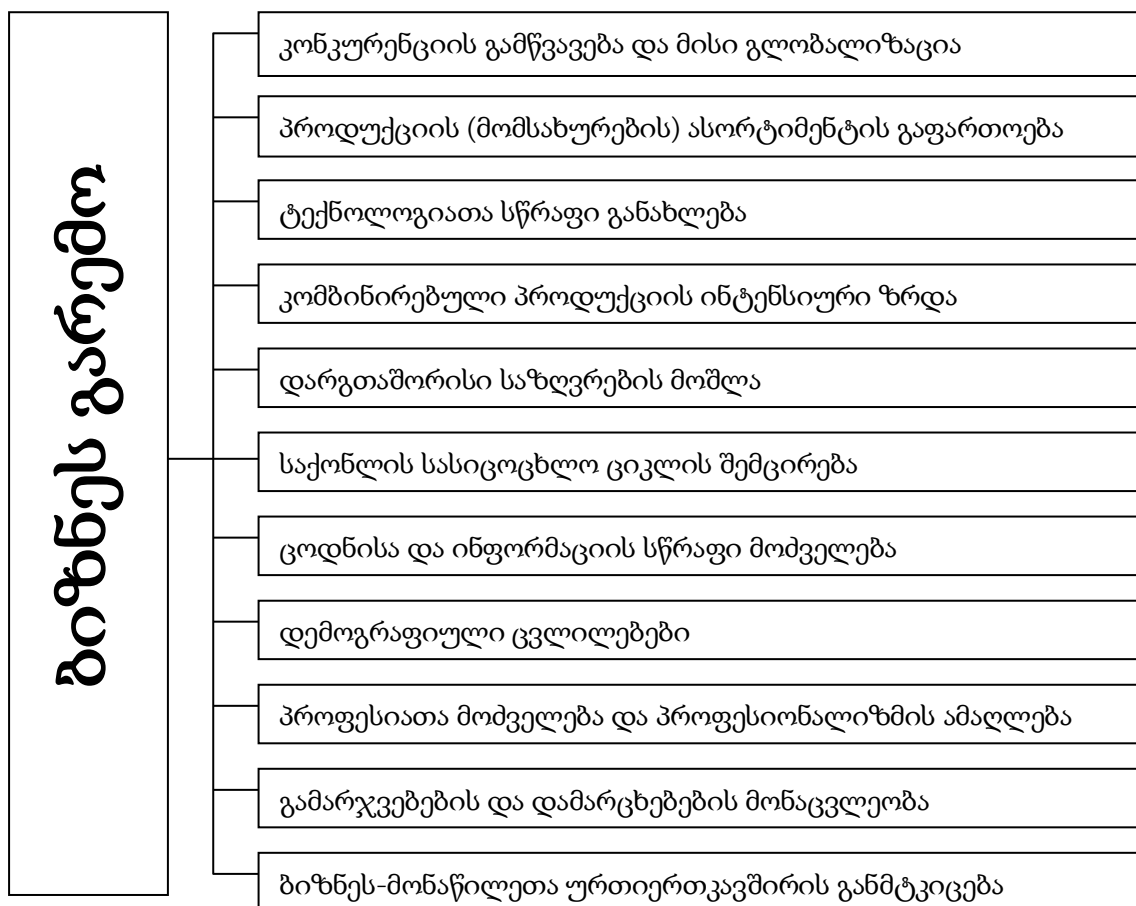 ბიზნეს გარემო
კონკურენციის გამწვავება და მისი გლობალიზაცია
პროდუქციის (მომსახურების) ასორტიმენტის გაფართოება
ტექნოლოგიათა სწრაფი განახლება
კომბინირებული პროდუქციის ინტენსიური ზრდა
დარგთაშორისი საზღვრების მოშლა
საქონლის სასიცოცხლო ციკლის შემცირება
ცოდნისა და ინფორმაციის სწრაფი მოძველება
დემოგრაფიული ცვლილებები
პროფესიათა მოძველება და პროფესიონალიზმის ამაღლება
გამარჯვებების და დამარცხებების მონაცვლეობა
ბიზნეს-მონაწილეთა ურთიერთკავშირის განმტკიცება